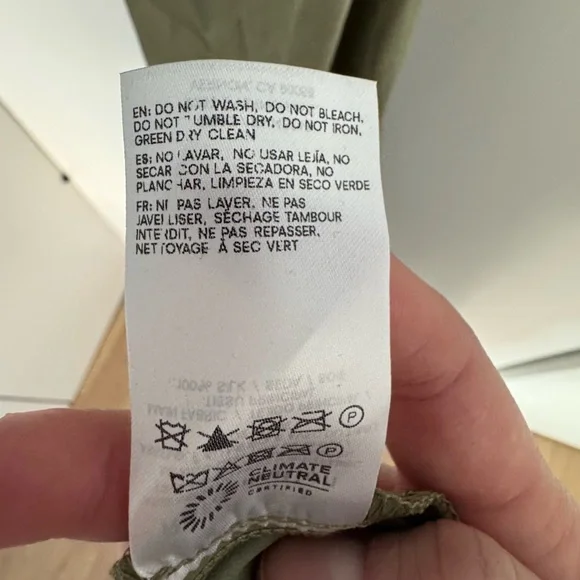 EN: DO NOT WASH, DO NOT BLEACH,
DO NOT TUMBLE DRY, DO NOT IRON,
GREEN DRY CLEAN
ES: NO LAVAR, NO USAR LEJÍA, NO
SECAR CON LA SECADORA, NO
PLANCHAR, LIMPIEZA EN SECO VERDE
FR: NE PAS LAVER, NE PAS
JAVELLISER, SÉCHAGE TAMBOUR
INTERDIT, NE PAS REPASSER,
NETTOYAGE À SEC VERT
P
P
CLIMATE
NEUTRAL
CERTIFIED